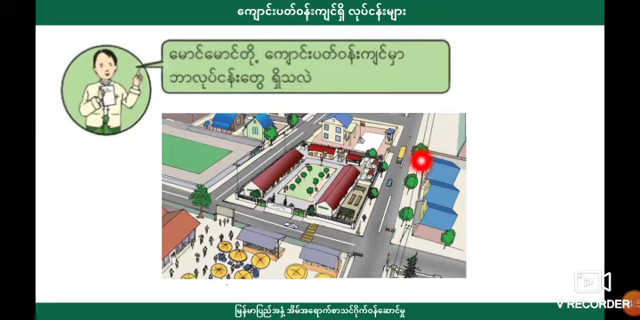 ကျောင်းပတ်ဝန်းကျင်ရှိ လုပ်ငန်းများ
မောင်မောင်တို့ ကျောင်းပတ်ဝန်းကျင်မှာ
ဘာလုပ်ငန်းတွေ ရှိသလဲ
V RECORDER
မြန်မာပြည်အနှံ့ အိမ်အရောက်စာသင်ဝိုက်ဝန်ဆောင်မှု